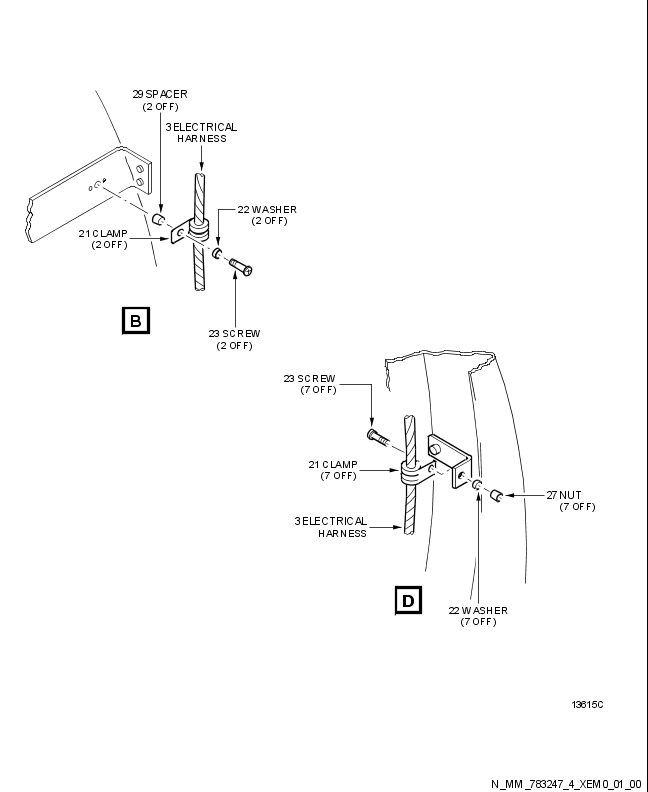 29 SPACER
(2 OFF)
3 ELECTRICAL
HARNESS
22 WASHER
(2 OFF)
21 CLAMP
(2 OFF)
B
23 SCREW
(2 OFF)
23 SCREW
(7 OFF)
21 CLAMP
(7 OFF)
27 NUT
(7 OFF)
3 ELECTRICAL
HARNESS
D
22 WASHER
(7 OFF)
13615C
N_MM_783247_4_XEM0_01_00